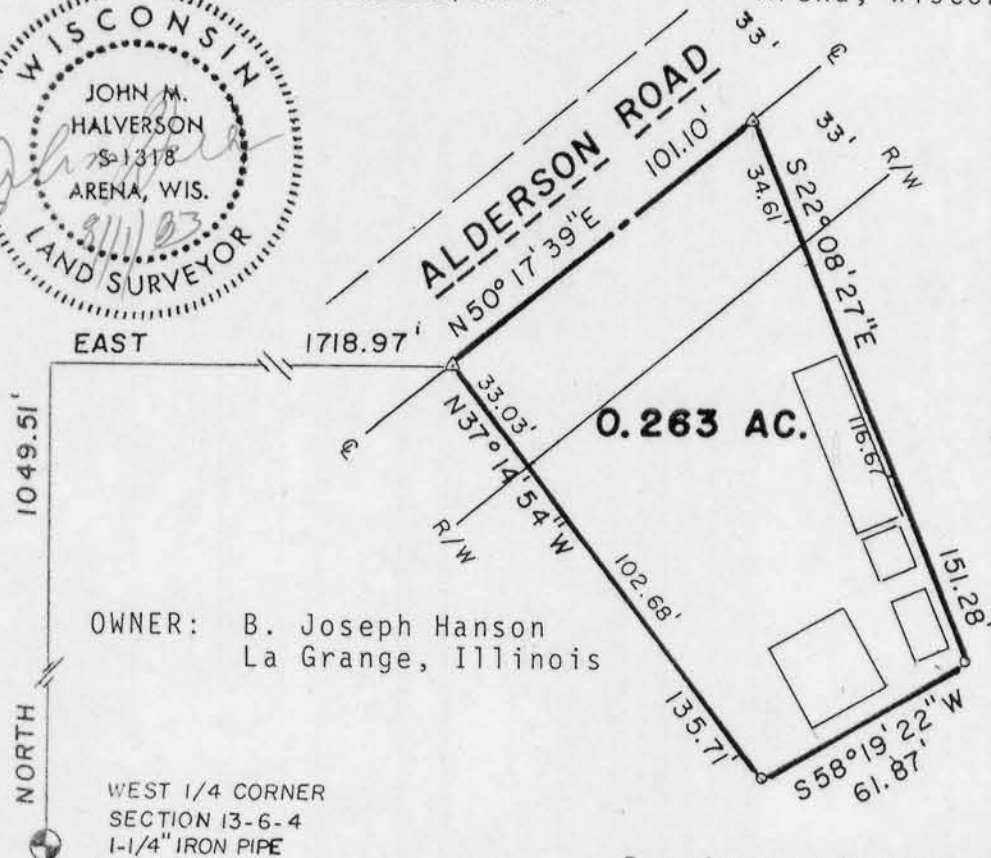 WISCONSIN
JOHN M.
HALVERSON
S-1318
ARENA, WIS.
LAND SURVEYOR
ALDERSON ROAD
33'
℄
33'
R/W
101.10'
N50° 17' 39"E
34.61'
S 22° 08' 27"E
EAST
1718.97'
33.03'
N37° 14' 54" W
℄
R/W
0.263 AC.
116.67'
1049.51'
102.68'
151.28'
OWNER: B. Joseph Hanson
La Grange, Illinois
135.71'
S58° 19' 22" W
61.87'
NORTH
WEST 1/4 CORNER
SECTION 13-6-4
1-1/4" IRON PIPE